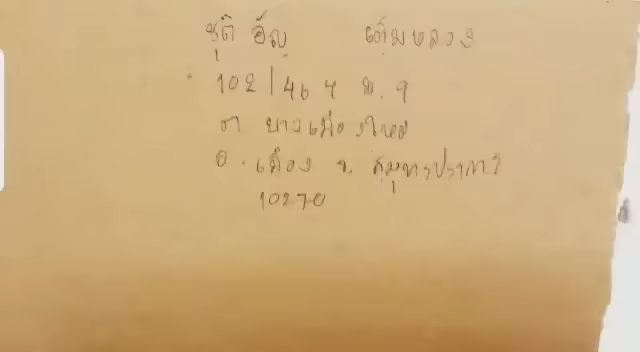 ชุติ อัญ เต็มหลวง
102/464 ม.9
ต. บางเมืองใหม่
อ. เมือง จ. สมุทรปราการ
10270